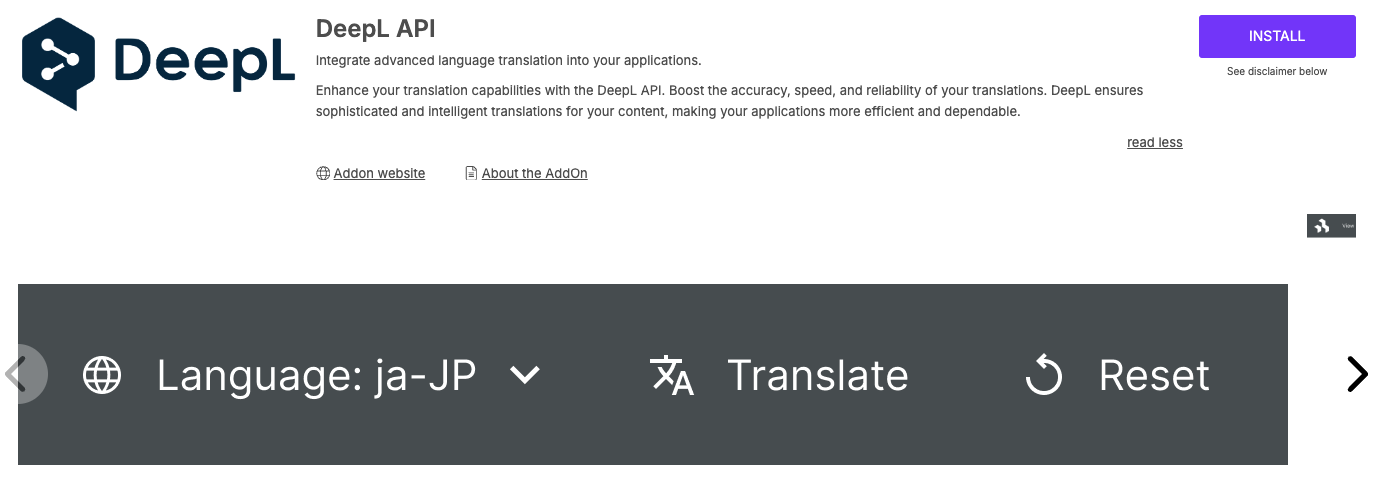 DeepL
DeepL API
Integrate advanced language translation into your applications.
Enhance your translation capabilities with the DeepL API. Boost the accuracy, speed, and reliability of your translations. DeepL ensures
sophisticated and intelligent translations for your content, making your applications more efficient and dependable.
read less
Addon website
About the AddOn
INSTALL
See disclaimer below
View
Language: ja-JP
Translate
Reset